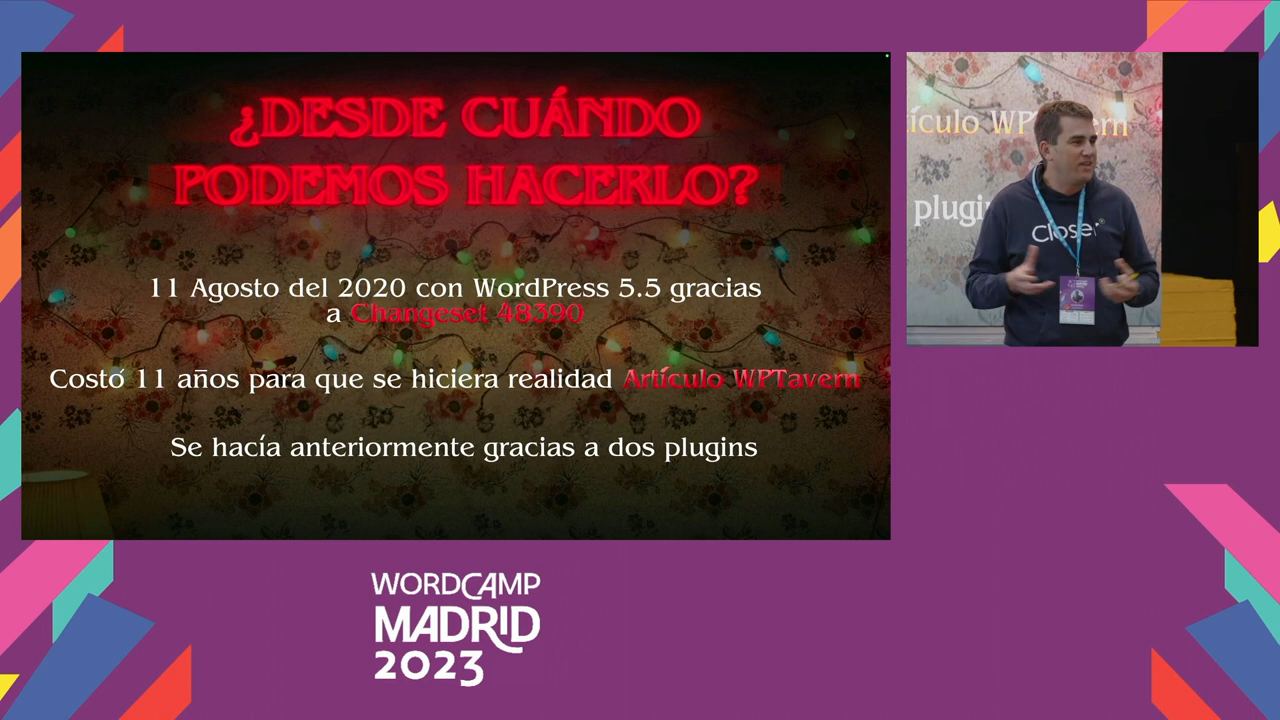 ¿DESDE CUÁNDO
PODEMOS HACERLO?
11 Agosto del 2020 con WordPress 5.5 gracias
a Changeset 48390
Costó 11 años para que se hiciera realidad Artículo WPTavern
Se hacía anteriormente gracias a dos plugins
Closer
WORDCAMP
MADRID
2023